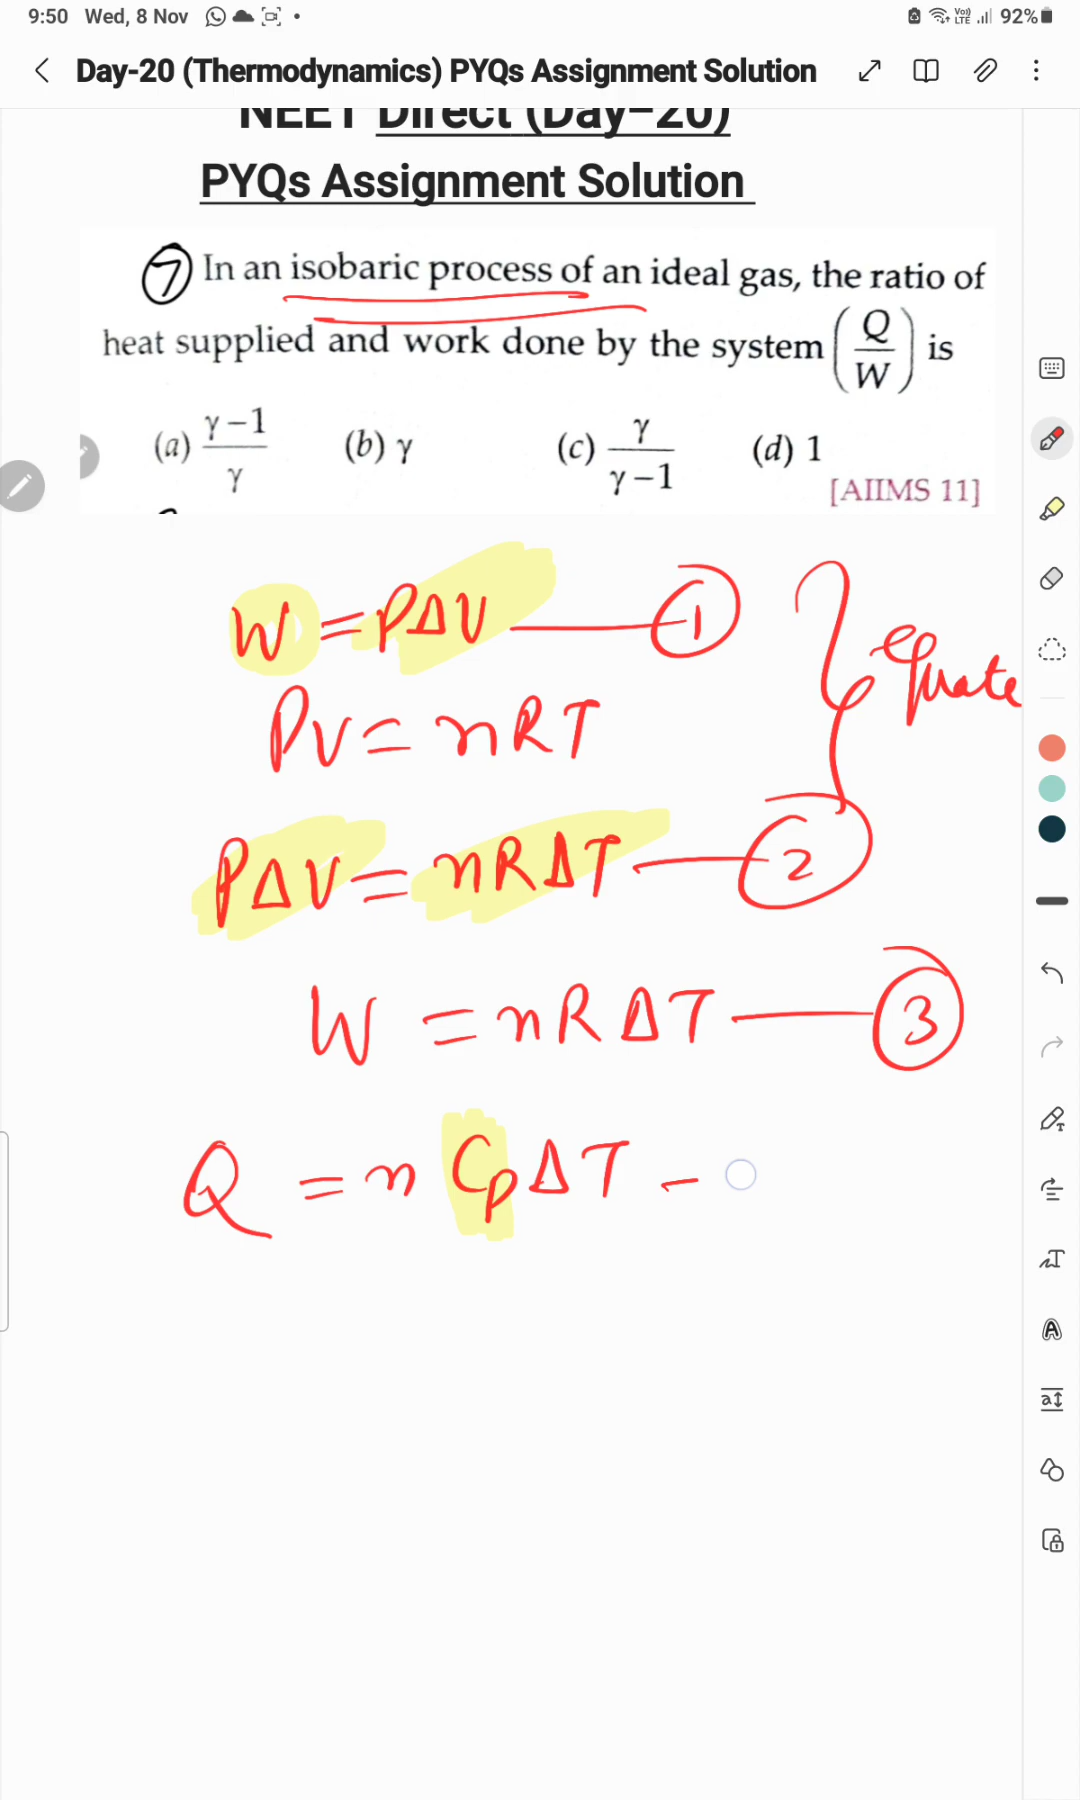 9:50 Wed, 8 Nov 92%
Day-20 (Thermodynamics) PYQs Assignment Solution
NEET Direct (Day-20)
PYQs Assignment Solution
⑦ In an isobaric process of an ideal gas, the ratio of
heat supplied and work done by the system (Q/W) is
(a) γ−1/γ (b) γ (c) γ/γ−1 (d) 1
[AIIMS 11]
W = PΔV — ①
equate
PV = nRT
PΔV = nRΔT — ②
W = nRΔT — ③
Q = n CpΔT -